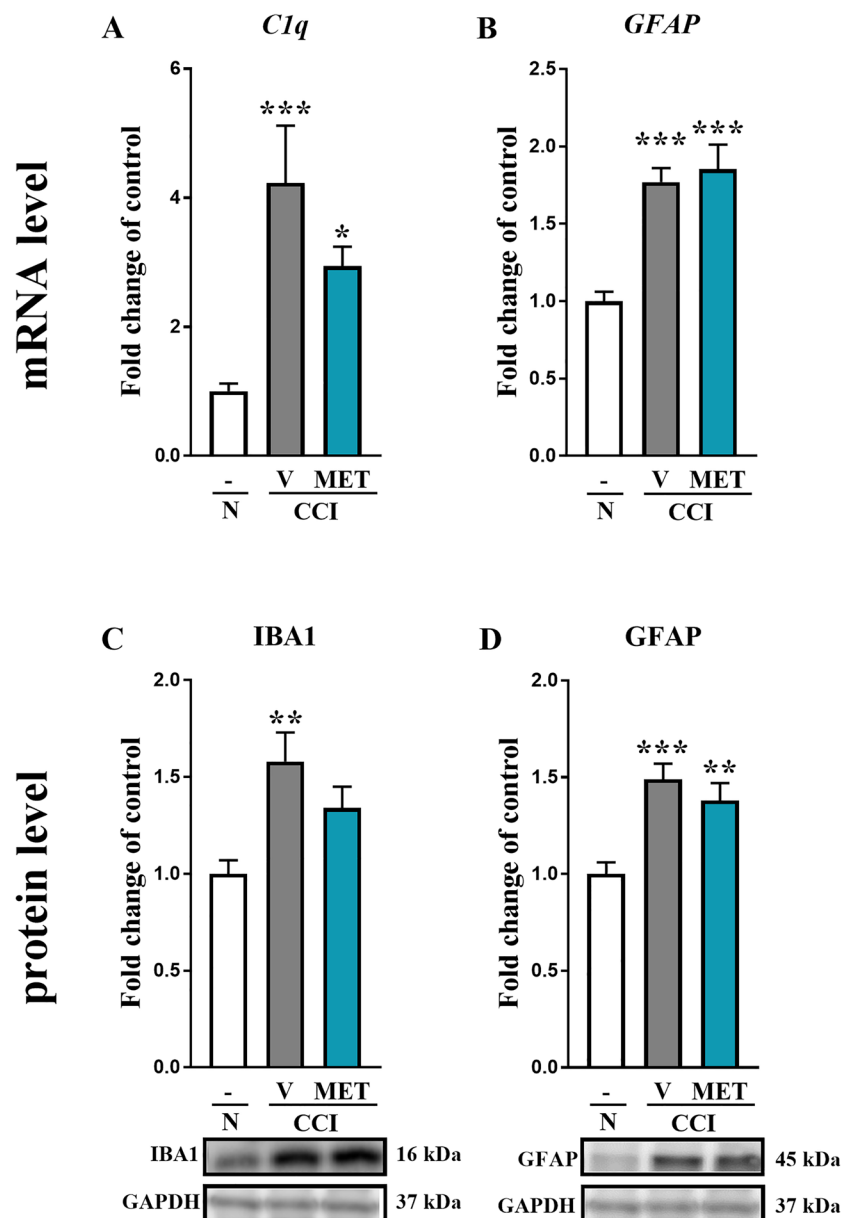 mRNA level
A
C1q
Fold change of control
6
4
2
0.0
***
*
- V MET
N CCI
B
GFAP
Fold change of control
2.5
2.0
1.5
1.0
0.5
0.0
*** ***
- V MET
N CCI
protein level
C
IBA1
Fold change of control
2.0
1.5
1.0
0.5
0.0
**
- V MET
N CCI
IBA1 16 kDa
GAPDH 37 kDa
D
GFAP
Fold change of control
2.0
1.5
1.0
0.5
0.0
***
**
- V MET
N CCI
GFAP 45 kDa
GAPDH 37 kDa